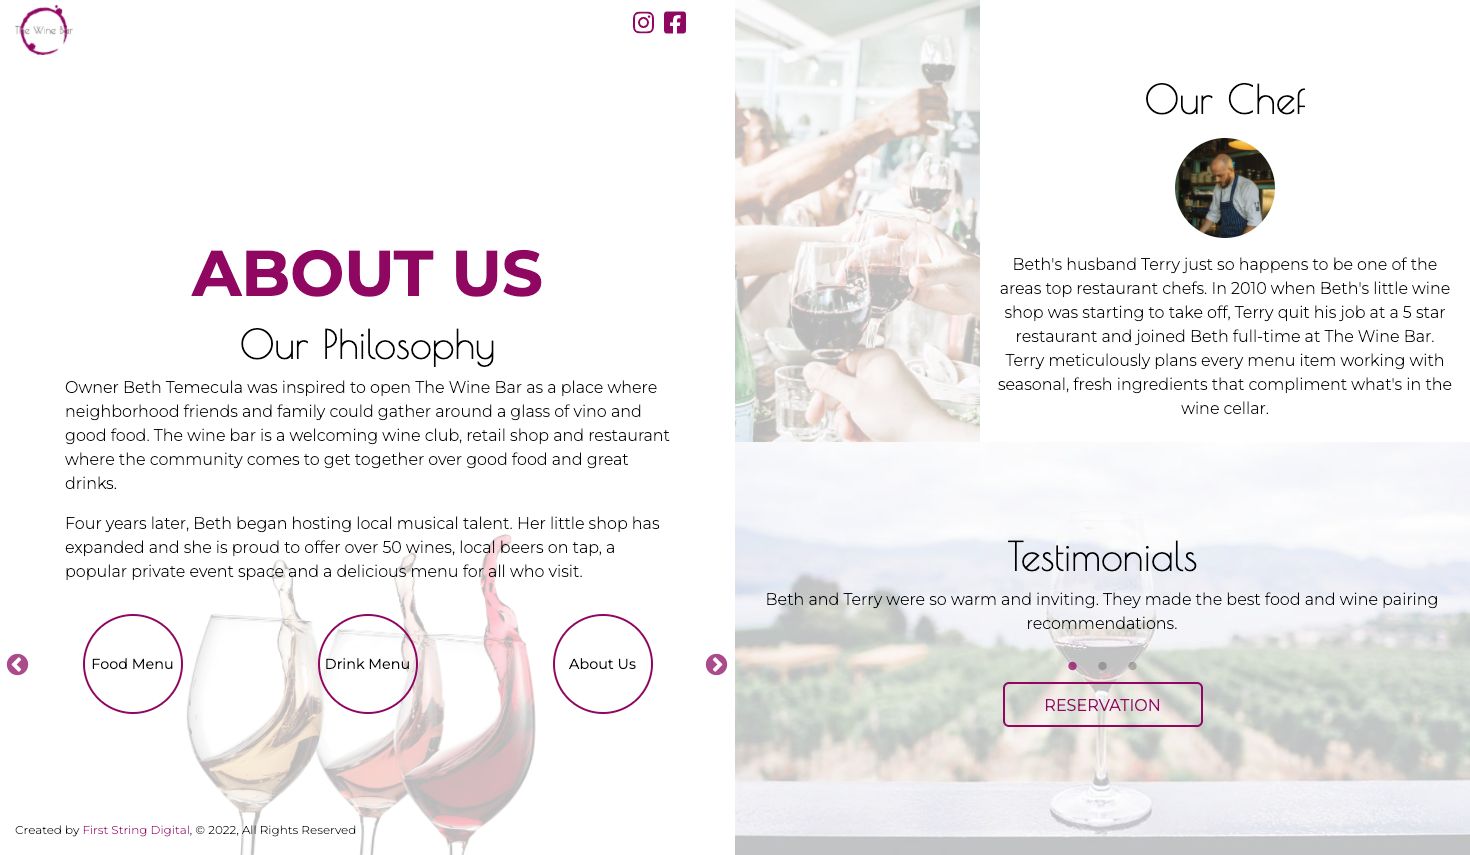 The Wine Bar
ABOUT US
Our Philosophy
Owner Beth Temecula was inspired to open The Wine Bar as a place where
neighborhood friends and family could gather around a glass of vino and
good food. The wine bar is a welcoming wine club, retail shop and restaurant
where the community comes to get together over good food and great
drinks.
Four years later, Beth began hosting local musical talent. Her little shop has
expanded and she is proud to offer over 50 wines, local beers on tap, a
popular private event space and a delicious menu for all who visit.
Food Menu
Drink Menu
About Us
Created by First String Digital, © 2022, All Rights Reserved
Our Chef
Beth's husband Terry just so happens to be one of the
areas top restaurant chefs. In 2010 when Beth's little wine
shop was starting to take off, Terry quit his job at a 5 star
restaurant and joined Beth full-time at The Wine Bar.
Terry meticulously plans every menu item working with
seasonal, fresh ingredients that compliment what's in the
wine cellar.
Testimonials
Beth and Terry were so warm and inviting. They made the best food and wine pairing
recommendations.
RESERVATION